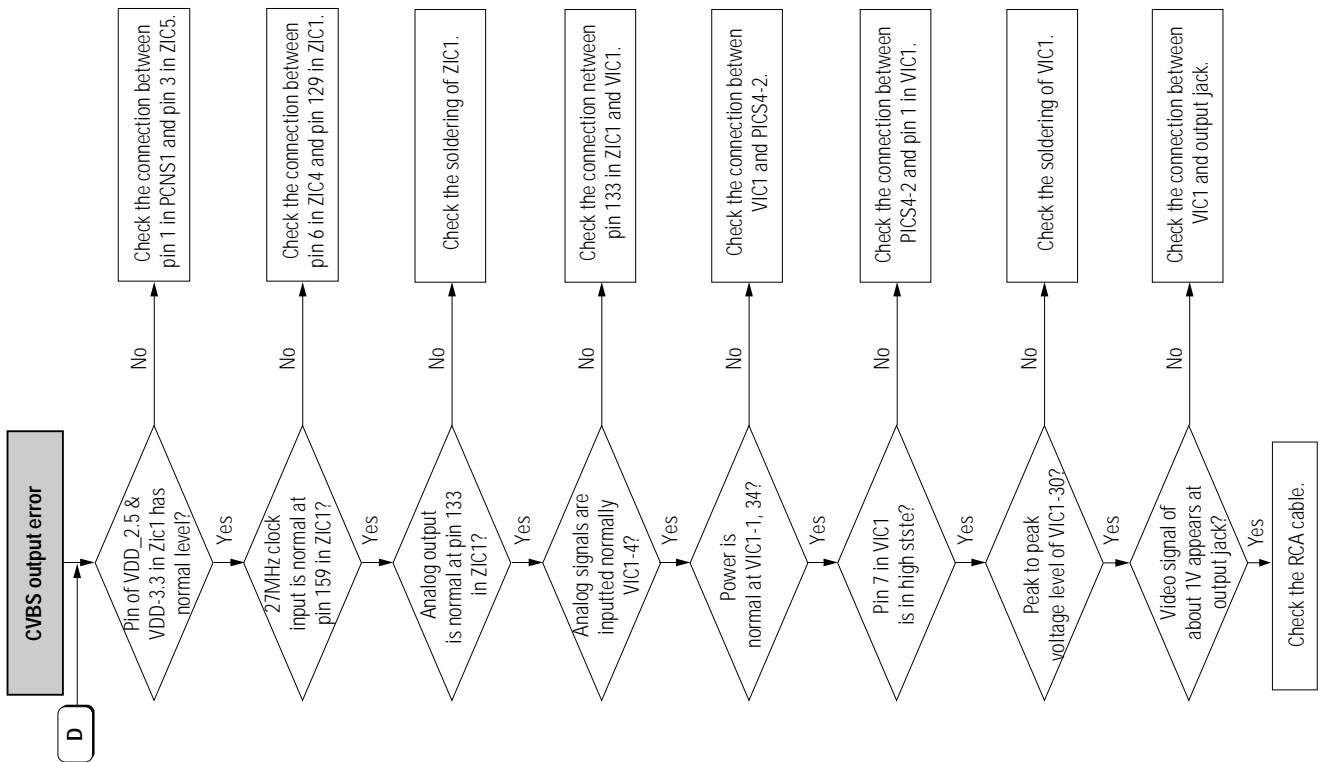 CVBS output error
D
Pin of VDD_2.5 &
VDD-3.3 in Zic1 has
normal level?
No
Check the connection between
pin 1 in PCNS1 and pin 3 in ZIC5.
Yes
27MHz clock
input is normal at
pin 159 in ZIC1?
No
Check the connection between
pin 6 in ZIC4 and pin 129 in ZIC1.
Yes
Analog output
is normal at pin 133
in ZIC1?
No
Check the soldering of ZIC1.
Yes
Analog signals are
inputted normally
VIC1-4?
No
Check the connection netween
pin 133 in ZIC1 and VIC1.
Yes
Power is
normal at VIC1-1, 34?
No
Check the connection between
VIC1 and PICS4-2.
Yes
Pin 7 in VIC1
is in high stste?
No
Check the connection between
PICS4-2 and pin 1 in VIC1.
Yes
Peak to peak
voltage level of VIC1-30?
No
Check the soldering of VIC1.
Yes
Video signal of
about 1V appears at
output jack?
No
Check the connection between
VIC1 and output jack.
Yes
Check the RCA cable.